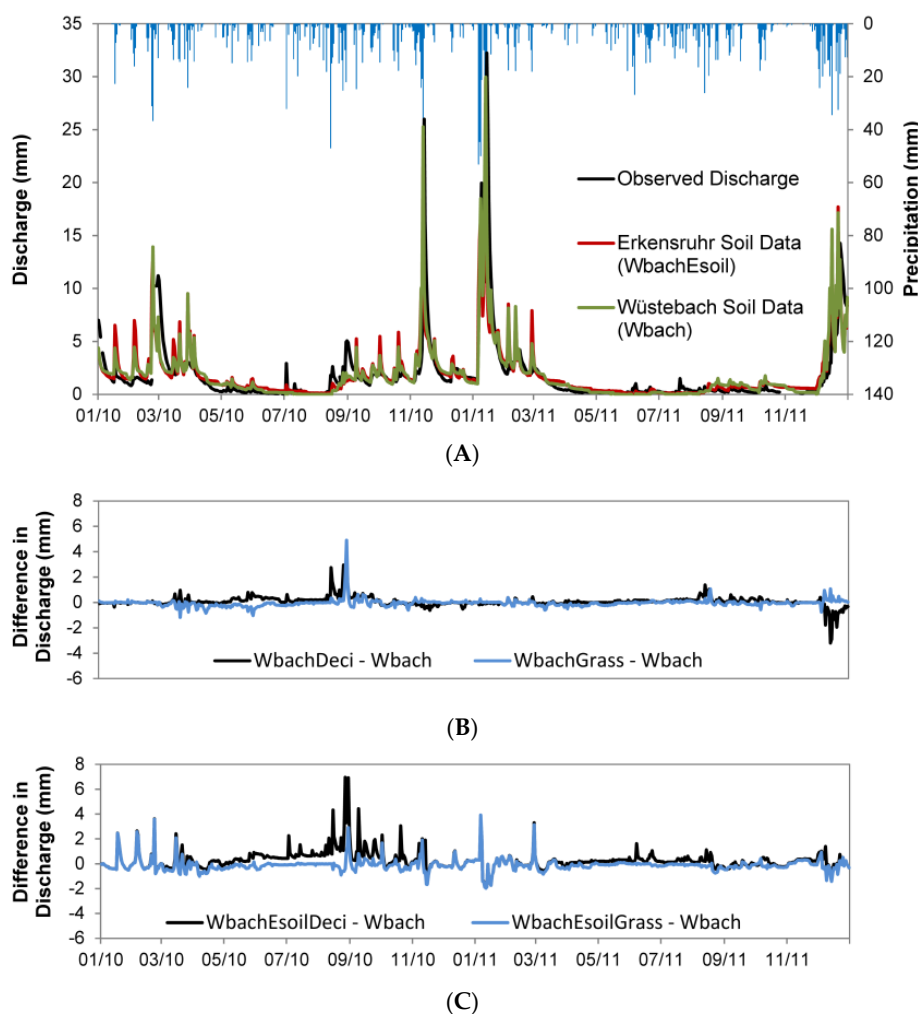 35
30
25
20
15
10
5
0
Discharge (mm)
0
20
40
60
80
100
120
140
Precipitation (mm)
Observed Discharge
Erkensruhr Soil Data
(WbachEsoil)
Wüstebach Soil Data
(Wbach)
01/10 03/10 05/10 07/10 09/10 11/10 01/11 03/11 05/11 07/11 09/11 11/11
(A)
8
6
4
2
0
-2
-4
-6
Difference in
Discharge (mm)
WbachDeci - Wbach WbachGrass - Wbach
(B)
8
6
4
2
0
-2
-4
-6
Difference in
Discharge (mm)
WbachEsoilDeci - Wbach WbachEsoilGrass - Wbach
01/10 03/10 05/10 07/10 09/10 11/10 01/11 03/11 05/11 07/11 09/11 11/11
(C)